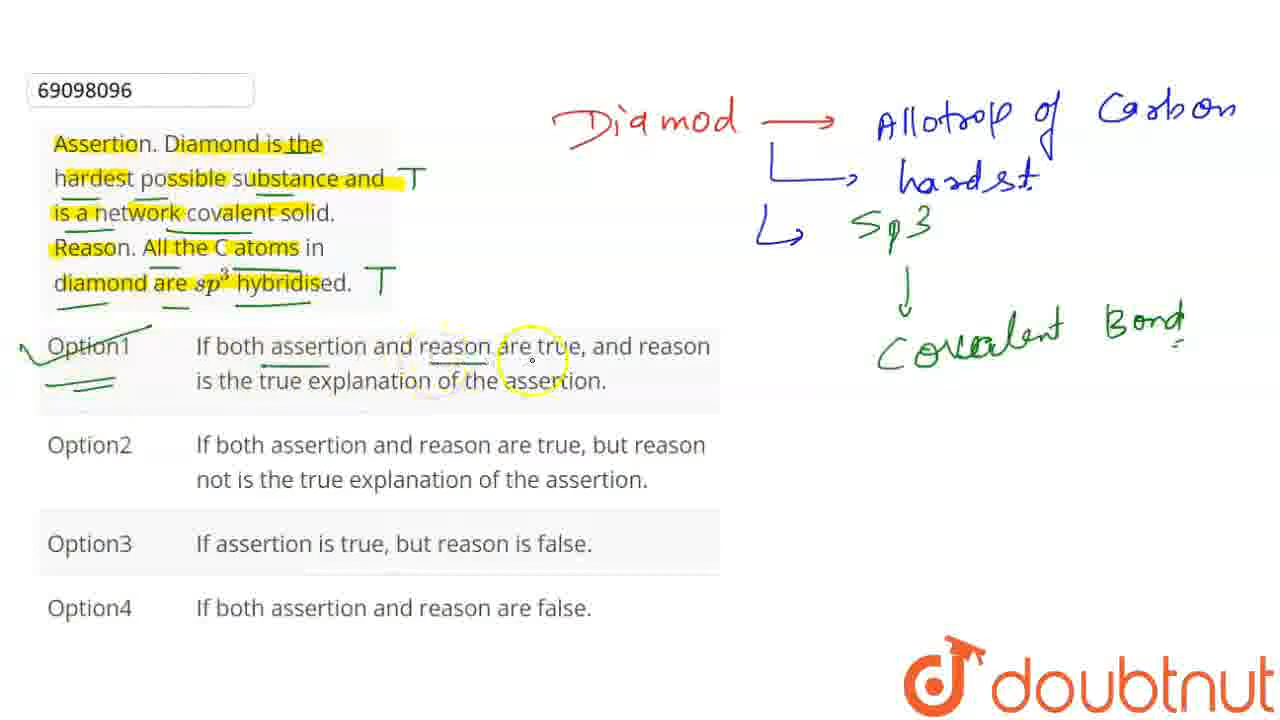 69098096
Assertion. Diamond is the
hardest possible substance and T
is a network covalent solid.
Reason. All the C atoms in
diamond are sp³ hybridised. T
Diamod → Allotrop of Carbon
hardst
Sp3
Covalent Bond
Option1 If both assertion and reason are true, and reason
is the true explanation of the assertion.
Option2 If both assertion and reason are true, but reason
not is the true explanation of the assertion.
Option3 If assertion is true, but reason is false.
Option4 If both assertion and reason are false.
doubtnut